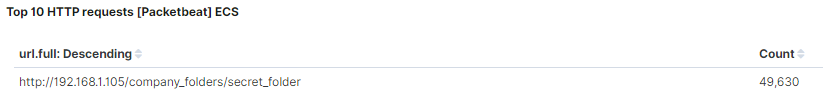 Top 10 HTTP requests [Packetbeat] ECS
url.full: Descending Count
http://192.168.1.105/company_folders/secret_folder 49,630